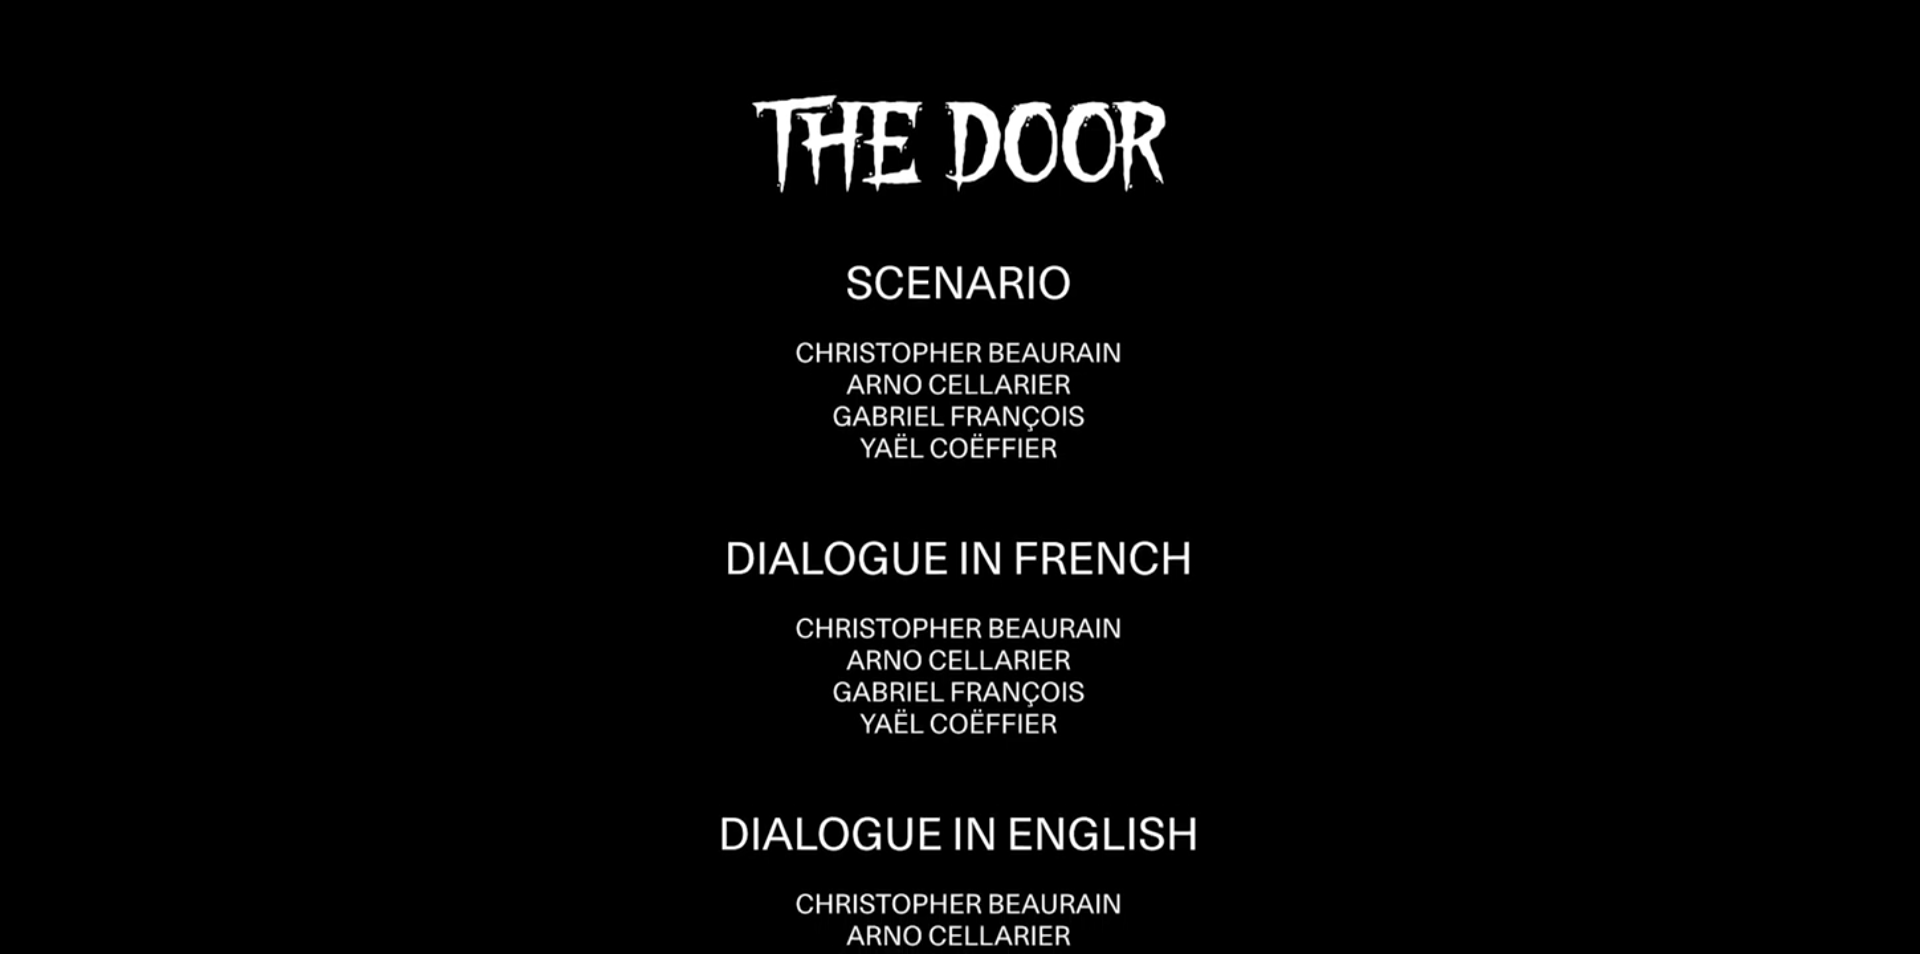 THE DOOR
SCENARIO
CHRISTOPHER BEAURAIN
ARNO CELLARIER
GABRIEL FRANÇOIS
YAËL COËFFIER
DIALOGUE IN FRENCH
CHRISTOPHER BEAURAIN
ARNO CELLARIER
GABRIEL FRANÇOIS
YAËL COËFFIER
DIALOGUE IN ENGLISH
CHRISTOPHER BEAURAIN
ARNO CELLARIER